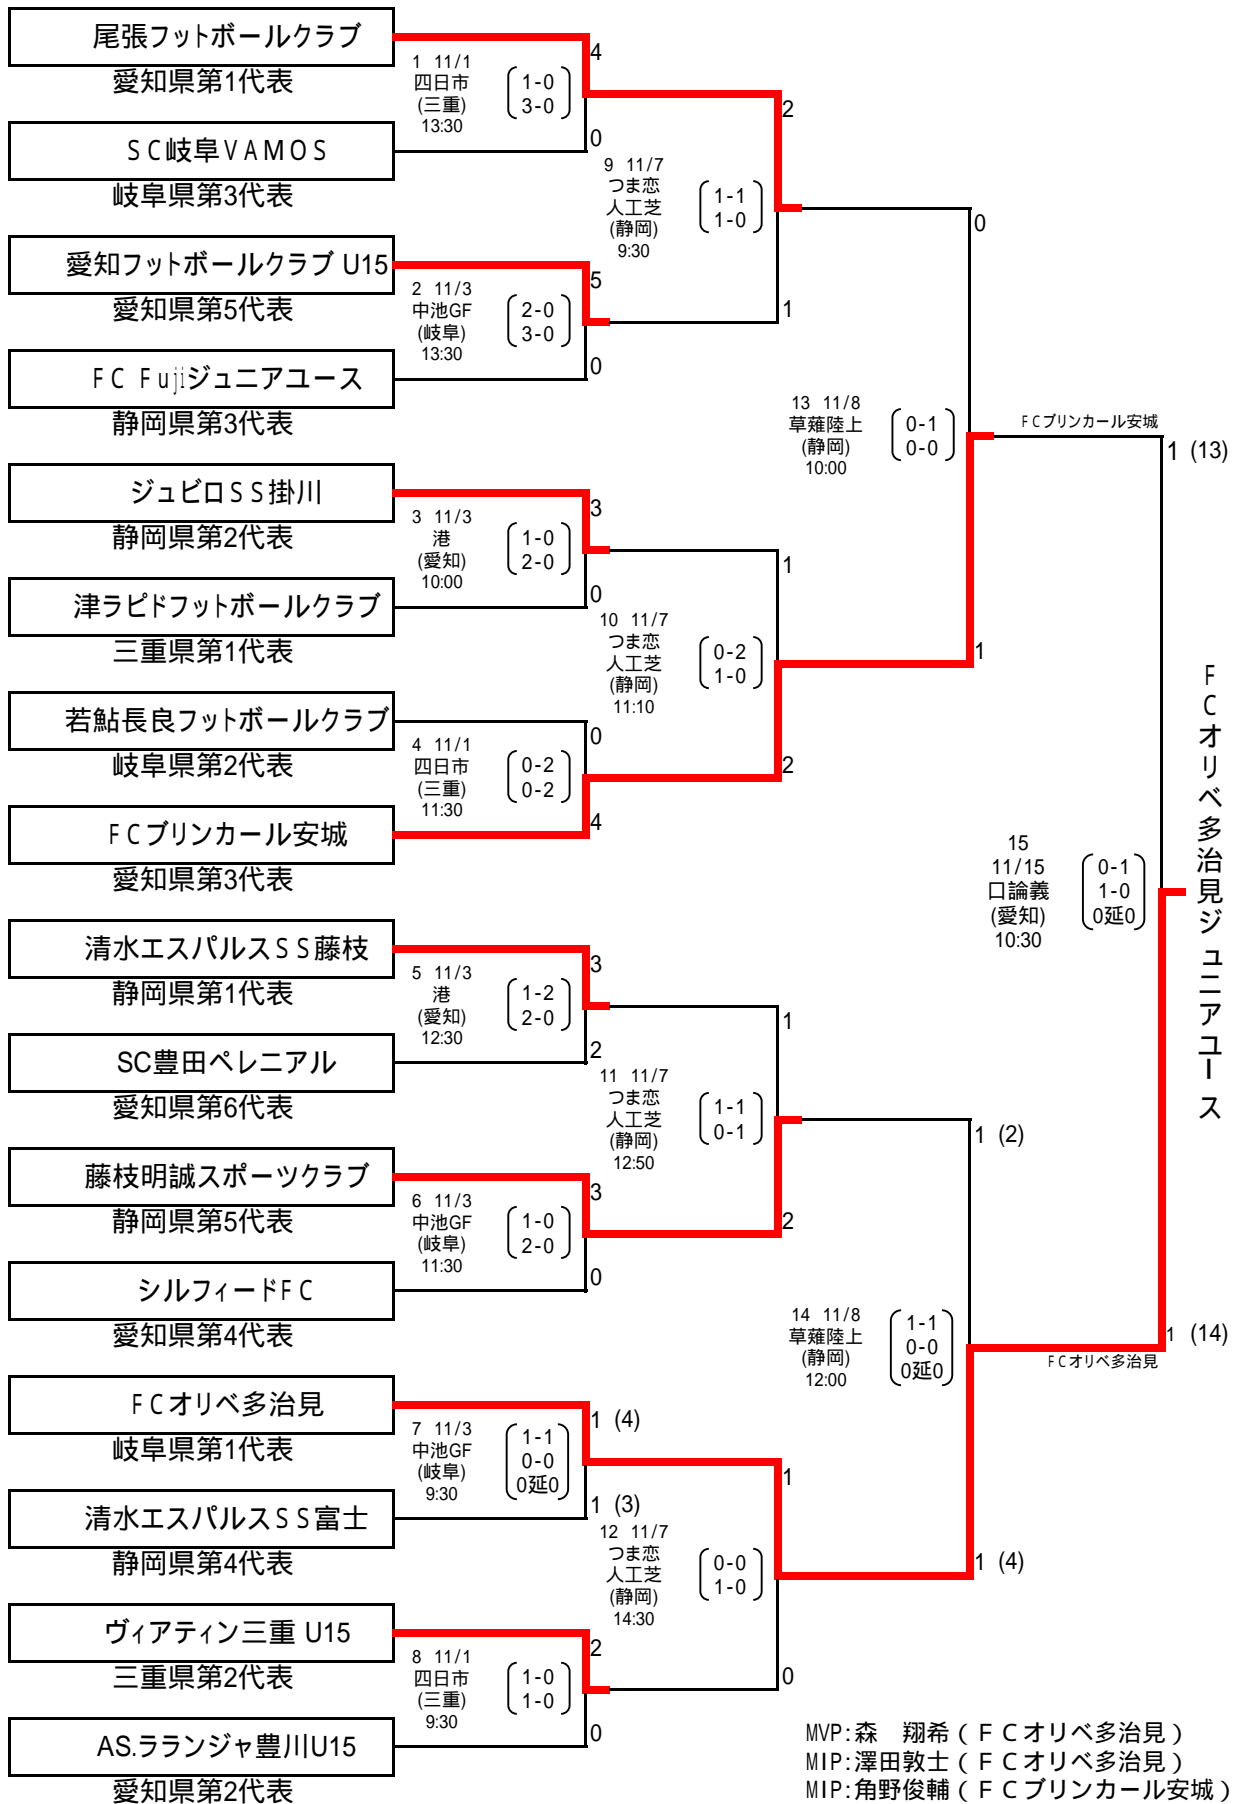 尾張フットボールクラブ
愛知県第1代表
ＳＣ岐阜ＶＡＭＯＳ
岐阜県第3代表
愛知フットボールクラブ U15
愛知県第5代表
ＦＣ Ｆujiジュニアユース
静岡県第3代表
ジュビロＳＳ掛川
静岡県第2代表
津ラピドフットボールクラブ
三重県第1代表
若鮎長良フットボールクラブ
岐阜県第2代表
ＦＣブリンカール安城
愛知県第3代表
清水エスパルスＳＳ藤枝
静岡県第1代表
SC豊田ペレニアル
愛知県第6代表
藤枝明誠スポーツクラブ
静岡県第5代表
シルフィードＦＣ
愛知県第4代表
ＦＣオリベ多治見
岐阜県第1代表
清水エスパルスＳＳ富士
静岡県第4代表
ヴィアティン三重 U15
三重県第2代表
AS.ラランジャ豊川U15
愛知県第2代表
1 11/1
四日市
(三重)
13:30
1-0
3-0
4
0
2 11/3
中池GF
(岐阜)
13:30
2-0
3-0
5
0
3 11/3
港
(愛知)
10:00
1-0
2-0
3
0
4 11/1
四日市
(三重)
11:30
0-2
0-2
0
4
5 11/3
港
(愛知)
12:30
1-2
2-0
3
2
6 11/3
中池GF
(岐阜)
11:30
1-0
2-0
3
0
7 11/3
中池GF
(岐阜)
9:30
1-1
0-0
0延0
1 (4)
1 (3)
8 11/1
四日市
(三重)
9:30
1-0
1-0
2
0
9 11/7
つま恋
人工芝
(静岡)
9:30
1-1
1-0
2
1
10 11/7
つま恋
人工芝
(静岡)
11:10
0-2
1-0
1
2
11 11/7
つま恋
人工芝
(静岡)
12:50
1-1
0-1
1
2
12 11/7
つま恋
人工芝
(静岡)
14:30
0-0
1-0
1
0
13 11/8
草薙陸上
(静岡)
10:00
0-1
0-0
0
1
14 11/8
草薙陸上
(静岡)
12:00
1-1
0-0
0延0
1 (2)
1 (4)
ＦＣブリンカール安城
1 (13)
15
11/15
口論義
(愛知)
10:30
0-1
1-0
0延0
ＦＣオリベ多治見
1 (14)
ＦＣオリベ多治見ジュニアユース
MVP:森　翔希（ＦＣオリベ多治見）
MIP:澤田敦士（ＦＣオリベ多治見）
MIP:角野俊輔（ＦＣブリンカール安城）